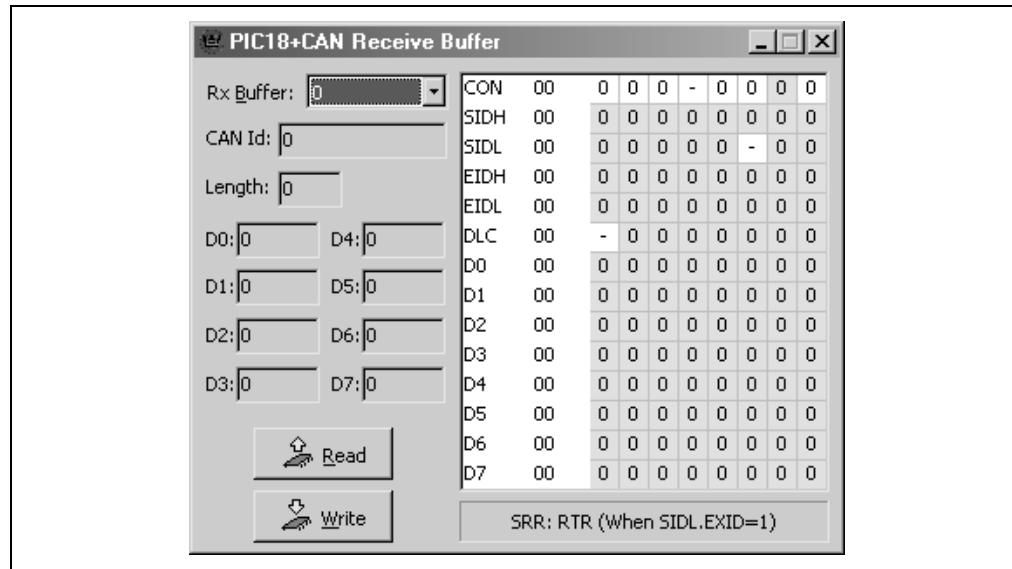 PIC18+CAN Receive Buffer
Rx Buffer: 0
CAN Id: 0
Length: 0
D0: 0 D4: 0
D1: 0 D5: 0
D2: 0 D6: 0
D3: 0 D7: 0
Read
Write
CON 00 0 0 0 - 0 0 0 0
SIDH 00 0 0 0 0 0 0 0 0
SIDL 00 0 0 0 0 0 - 0 0
EIDH 00 0 0 0 0 0 0 0 0
EIDL 00 0 0 0 0 0 0 0 0
DLC 00 - 0 0 0 0 0 0 0
D0 00 0 0 0 0 0 0 0 0
D1 00 0 0 0 0 0 0 0 0
D2 00 0 0 0 0 0 0 0 0
D3 00 0 0 0 0 0 0 0 0
D4 00 0 0 0 0 0 0 0 0
D5 00 0 0 0 0 0 0 0 0
D6 00 0 0 0 0 0 0 0 0
D7 00 0 0 0 0 0 0 0 0
SRR: RTR (When SIDL.EXID=1)